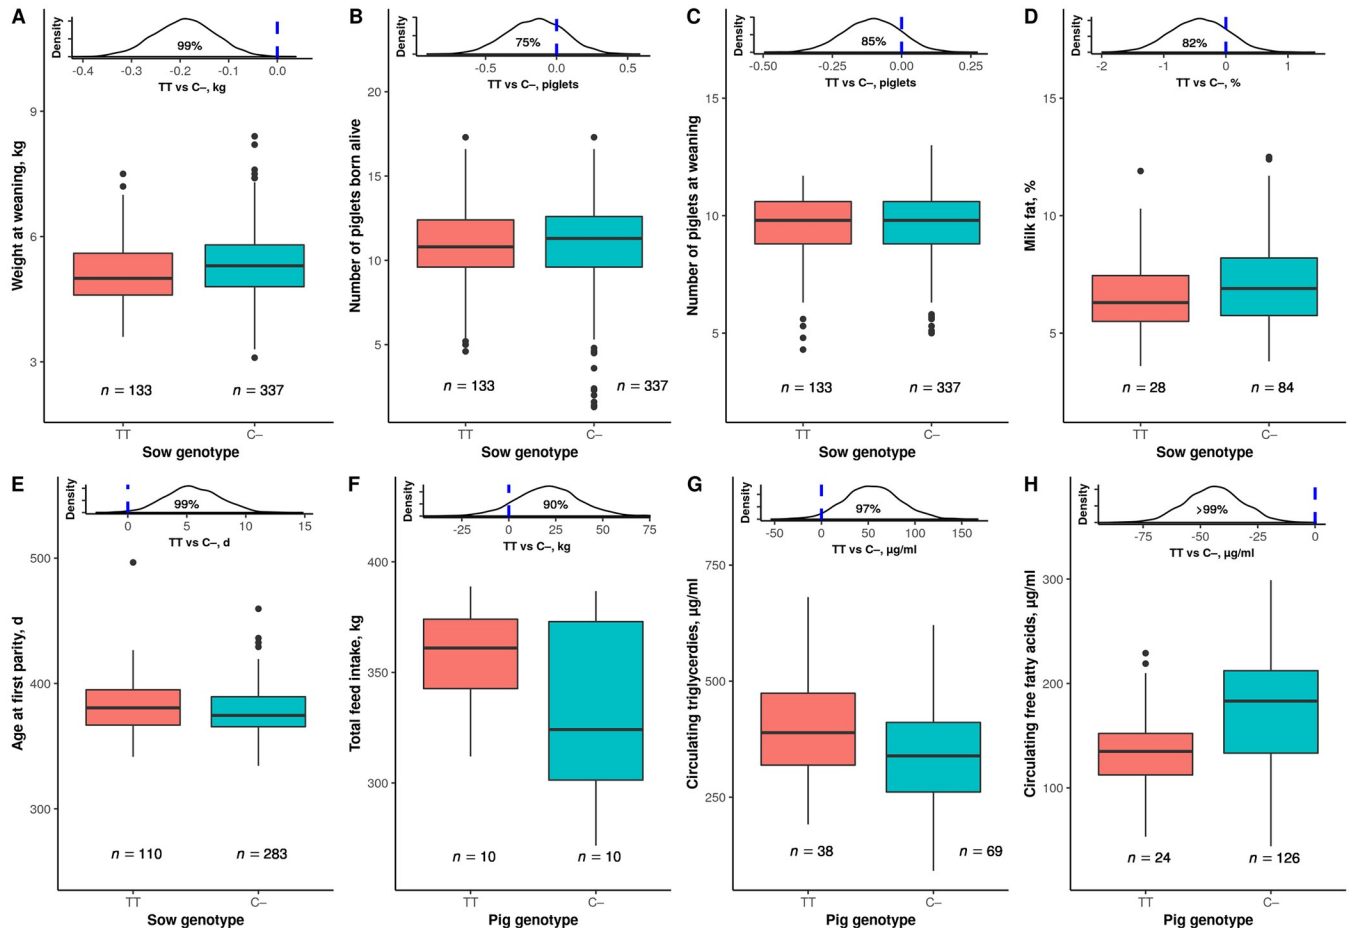 A
Density
99%
-0.4 -0.3 -0.2 -0.1 0.0
TT vs C–, kg
Weight at weaning, kg
9
6
3
n = 133 n = 337
TT C–
Sow genotype
B
Density
75%
-0.5 0.0 0.5
TT vs C–, piglets
Number of piglets born alive
20
15
10
5
n = 133 n = 337
TT C–
Sow genotype
C
Density
85%
-0.50 -0.25 0.00 0.25
TT vs C–, piglets
Number of piglets at weaning
15
10
5
n = 133 n = 337
TT C–
Sow genotype
D
Density
82%
-2 -1 0 1
TT vs C–, %
Milk fat, %
15
10
5
n = 28 n = 84
TT C–
Sow genotype
E
Density
99%
0 5 10 15
TT vs C–, d
Age at first parity, d
500
400
300
n = 110 n = 283
TT C–
Sow genotype
F
Density
90%
-25 0 25 50 75
TT vs C–, kg
Total feed intake, kg
400
350
300
n = 10 n = 10
TT C–
Pig genotype
G
Density
97%
-50 0 50 100 150
TT vs C–, µg/ml
Circulating triglycerdies, µg/ml
750
500
250
n = 38 n = 69
TT C–
Pig genotype
H
Density
>99%
-75 -50 -25 0
TT vs C–, µg/ml
Circulating free fatty acids, µg/ml
300
200
100
n = 24 n = 126
TT C–
Pig genotype